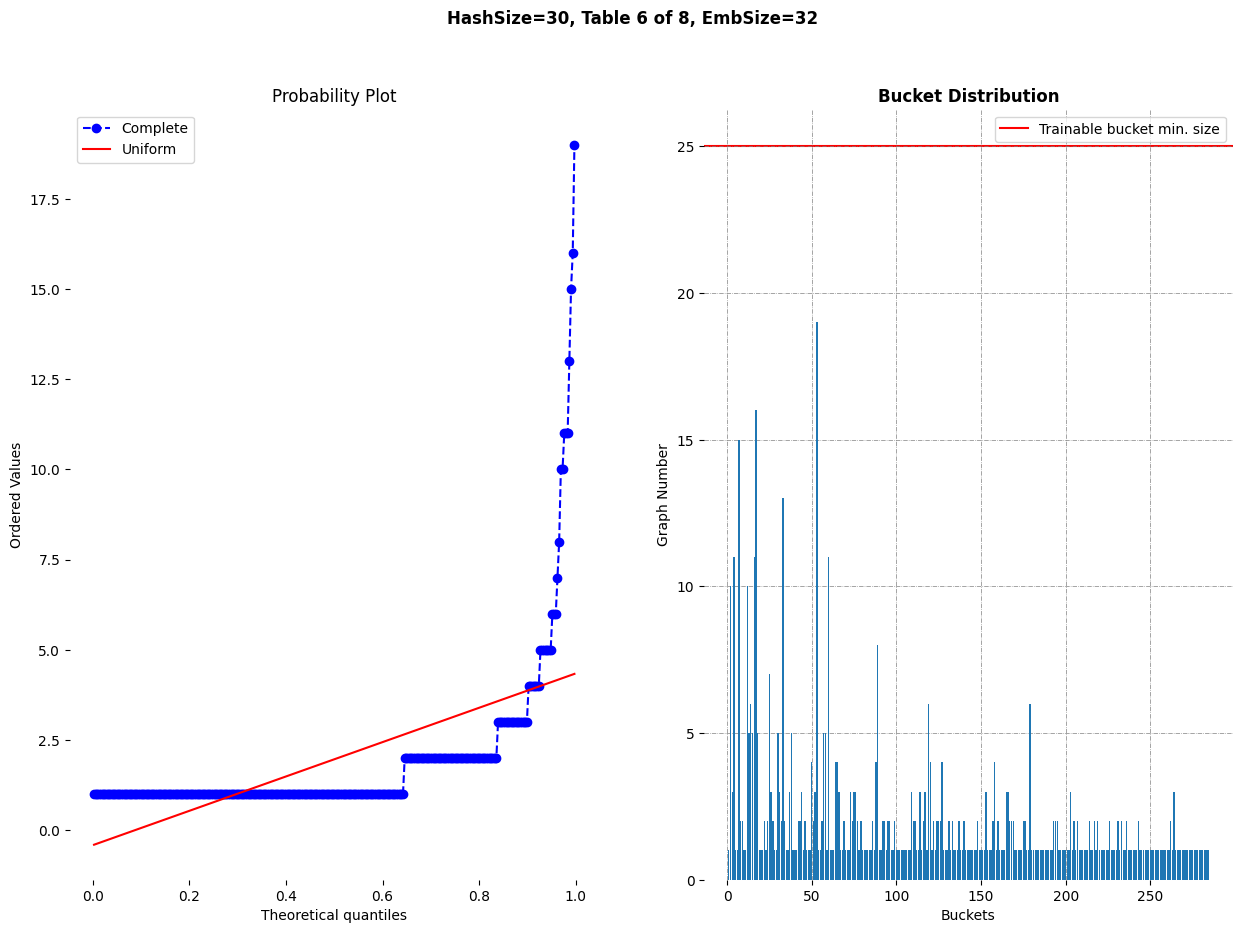 HashSize=30, Table 6 of 8, EmbSize=32
Probability Plot
Complete
Uniform
17.5
15.0
12.5
10.0
7.5
5.0
2.5
0.0
Ordered Values
0.0 0.2 0.4 0.6 0.8 1.0
Theoretical quantiles
Bucket Distribution
Trainable bucket min. size
25
20
15
10
5
0
Graph Number
0 50 100 150 200 250
Buckets